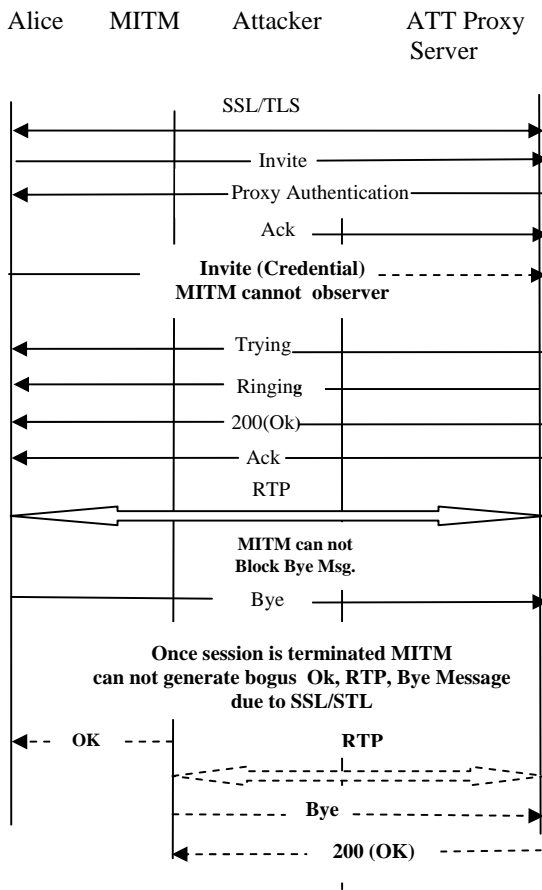 Alice MITM Attacker ATT Proxy
Server
SSL/TLS
Invite
Proxy Authentication
Ack
Invite (Credential)
MITM cannot observer
Trying
Ringing
200(Ok)
Ack
RTP
MITM can not
Block Bye Msg.
Bye
Once session is terminated MITM
can not generate bogus Ok, RTP, Bye Message
due to SSL/STL
OK RTP
Bye
200 (OK)